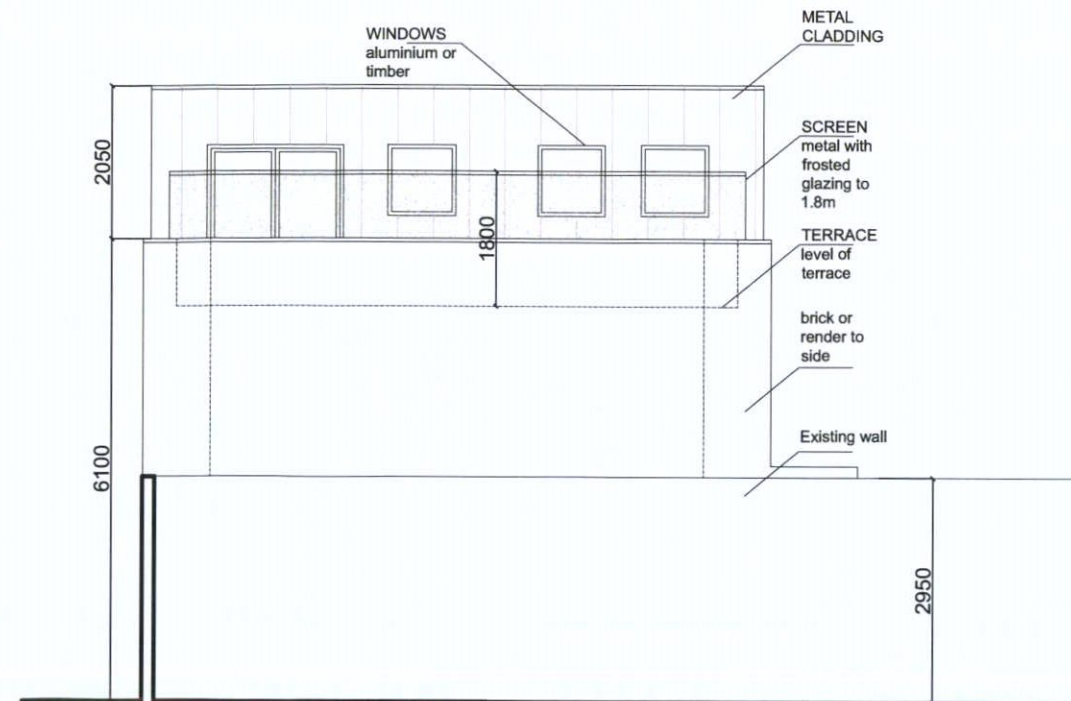 METAL
CLADDING
WINDOWS
aluminium or
timber
SCREEN
metal with
frosted
glazing to
1.8m
2050
1800
TERRACE
level of
terrace
brick or
render to
side
Existing wall
6100
2950